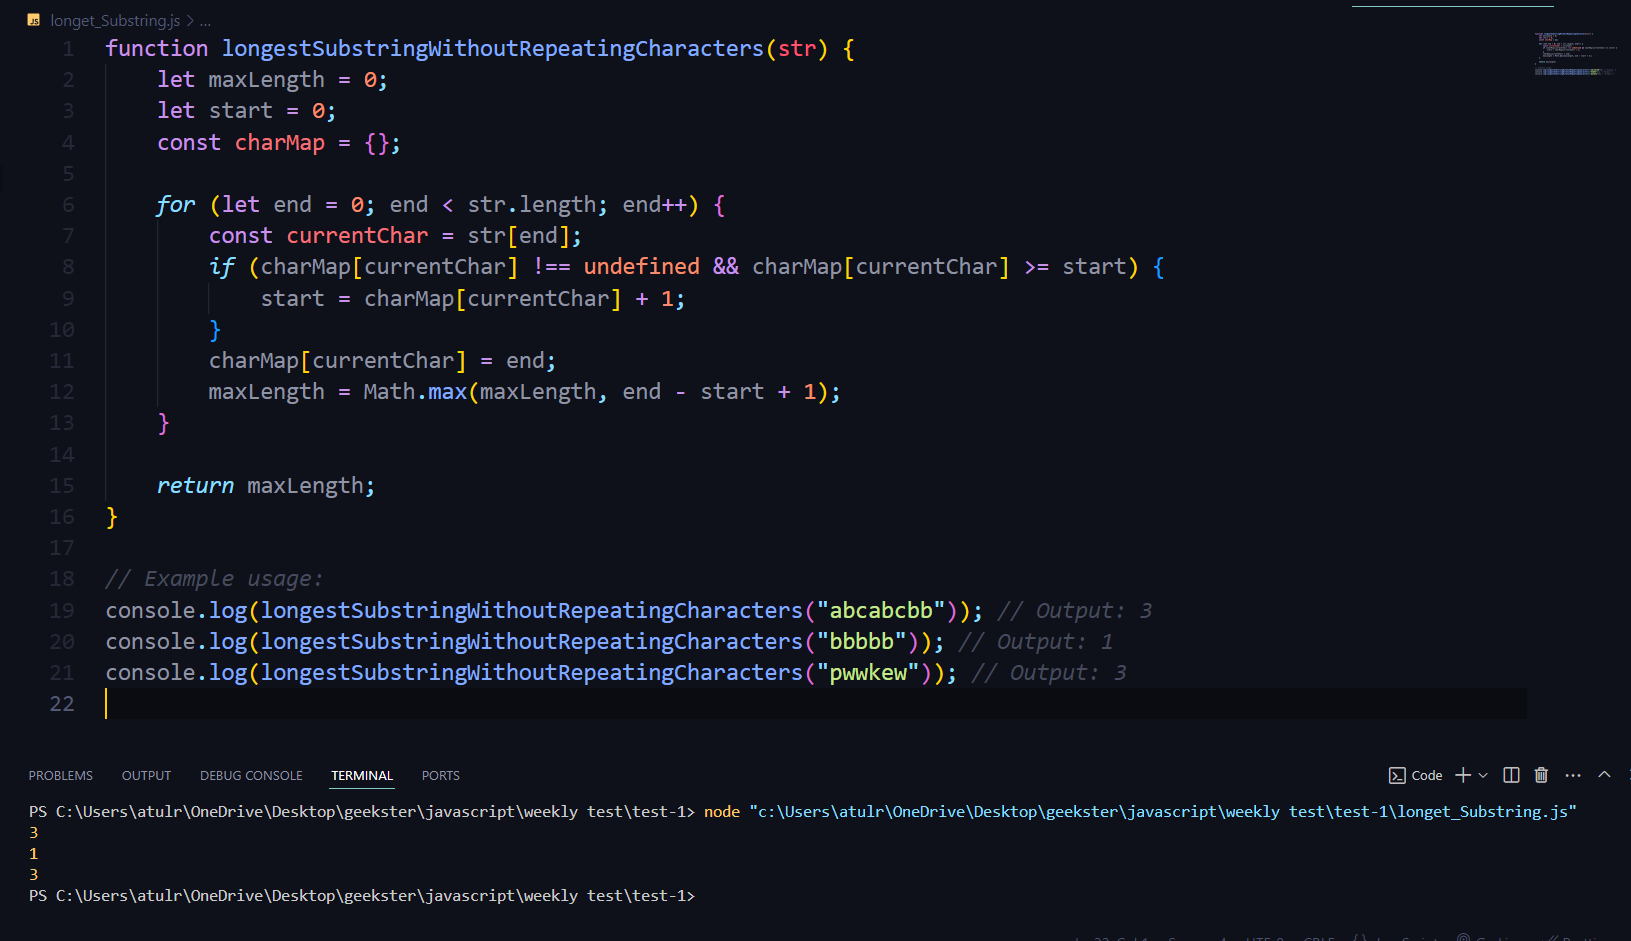 JS longet_Substring.js > ...
1 function longestSubstringWithoutRepeatingCharacters(str) {
2     let maxLength = 0;
3     let start = 0;
4     const charMap = {};
5
6     for (let end = 0; end < str.length; end++) {
7         const currentChar = str[end];
8         if (charMap[currentChar] !== undefined && charMap[currentChar] >= start) {
9             start = charMap[currentChar] + 1;
10         }
11         charMap[currentChar] = end;
12         maxLength = Math.max(maxLength, end - start + 1);
13     }
14
15     return maxLength;
16 }
17
18 // Example usage:
19 console.log(longestSubstringWithoutRepeatingCharacters("abcabcbb")); // Output: 3
20 console.log(longestSubstringWithoutRepeatingCharacters("bbbbb")); // Output: 1
21 console.log(longestSubstringWithoutRepeatingCharacters("pwwkew")); // Output: 3
22
PROBLEMS OUTPUT DEBUG CONSOLE TERMINAL PORTS Code
PS C:\Users\atulr\OneDrive\Desktop\geekster\javascript\weekly test\test-1> node "c:\Users\atulr\OneDrive\Desktop\geekster\javascript\weekly test\test-1\longet_Substring.js"
3
1
3
PS C:\Users\atulr\OneDrive\Desktop\geekster\javascript\weekly test\test-1>